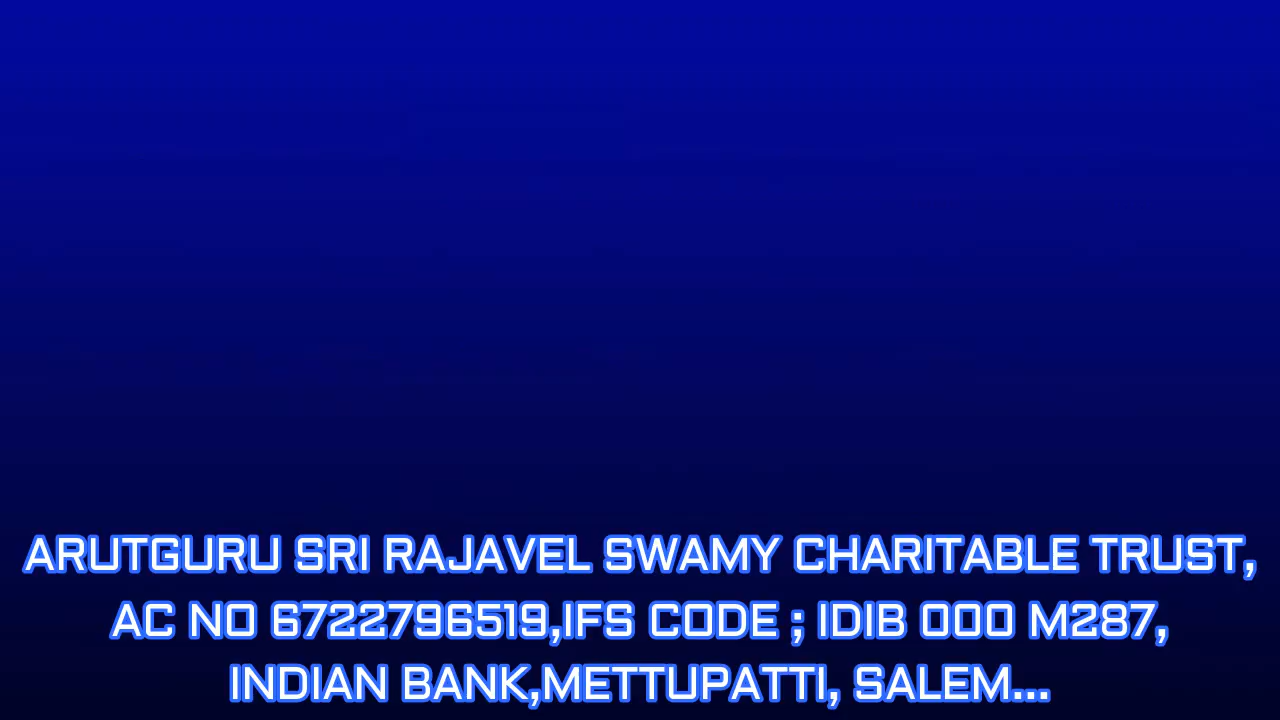 ARUTGURU SRI RAJAVEL SWAMY CHARITABLE TRUST,
AC NO 6722796519,IFS CODE ; IDIB 000 M287,
INDIAN BANK,METTUPATTI, SALEM...